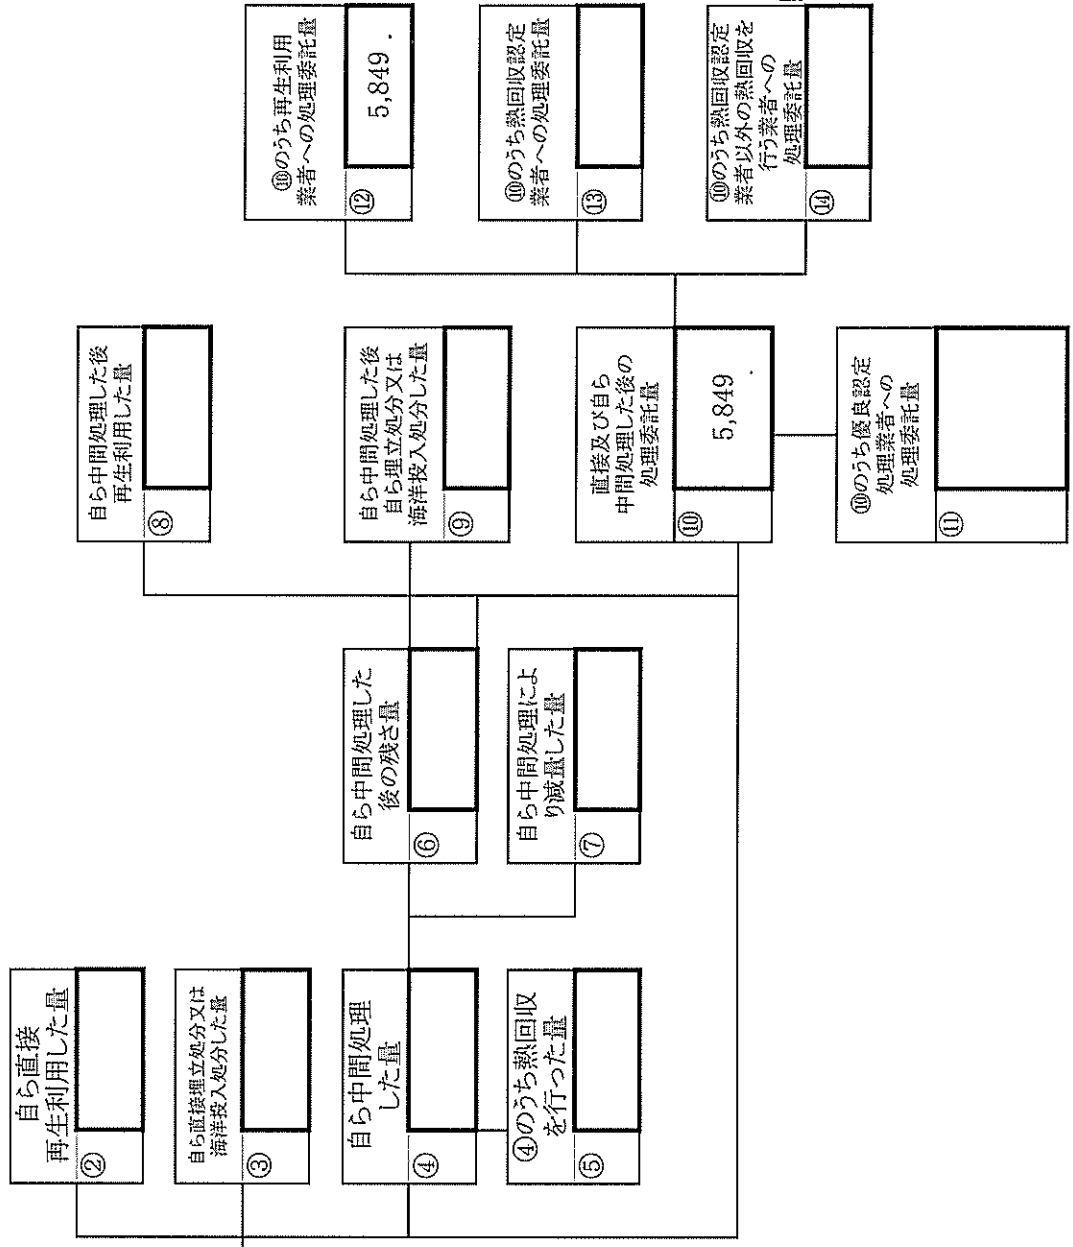 自ら直接
再生利用した量
②
自ら直接埋立処分又は
海洋投入処分した量
③
自ら中間処理
した量
④
④のうち熱回収
を行った量
⑤
自ら中間処理した
後の残さ量
⑥
自ら中間処理によ
り減量した量
⑦
自ら中間処理した後
再生利用した量
⑧
自ら中間処理した後
自ら埋立処分又は
海洋投入処分した量
⑨
直接及び自ら
中間処理した後の
処理委託量
⑩
5,849
⑩のうち優良認定
処理業者への
処理委託量
⑪
⑩のうち再生利用
業者への処理委託量
⑫
5,849
⑩のうち熱回収認定
業者への処理委託量
⑬
⑩のうち熱回収認定
業者以外の熱回収を
行う業者への
処理委託量
⑭